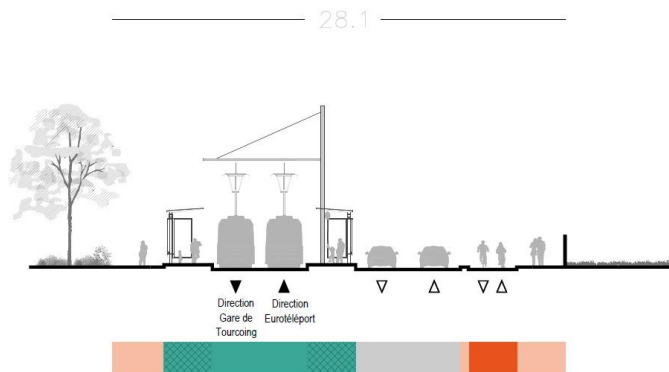 28.1
Direction
Gare de
Tourcoing
Direction
Eurotéléport